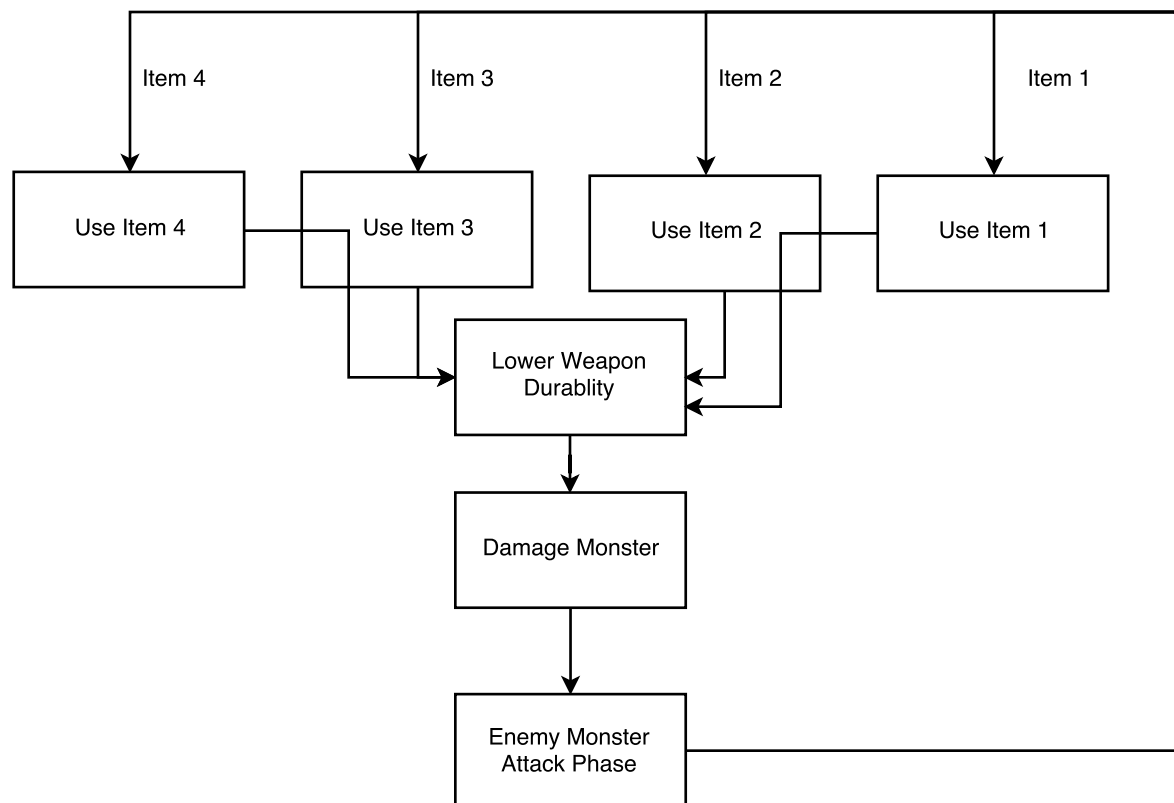 Item 4
Item 3
Item 2
Item 1
Use Item 4
Use Item 3
Use Item 2
Use Item 1
Lower Weapon
Durablity
Damage Monster
Enemy Monster
Attack Phase